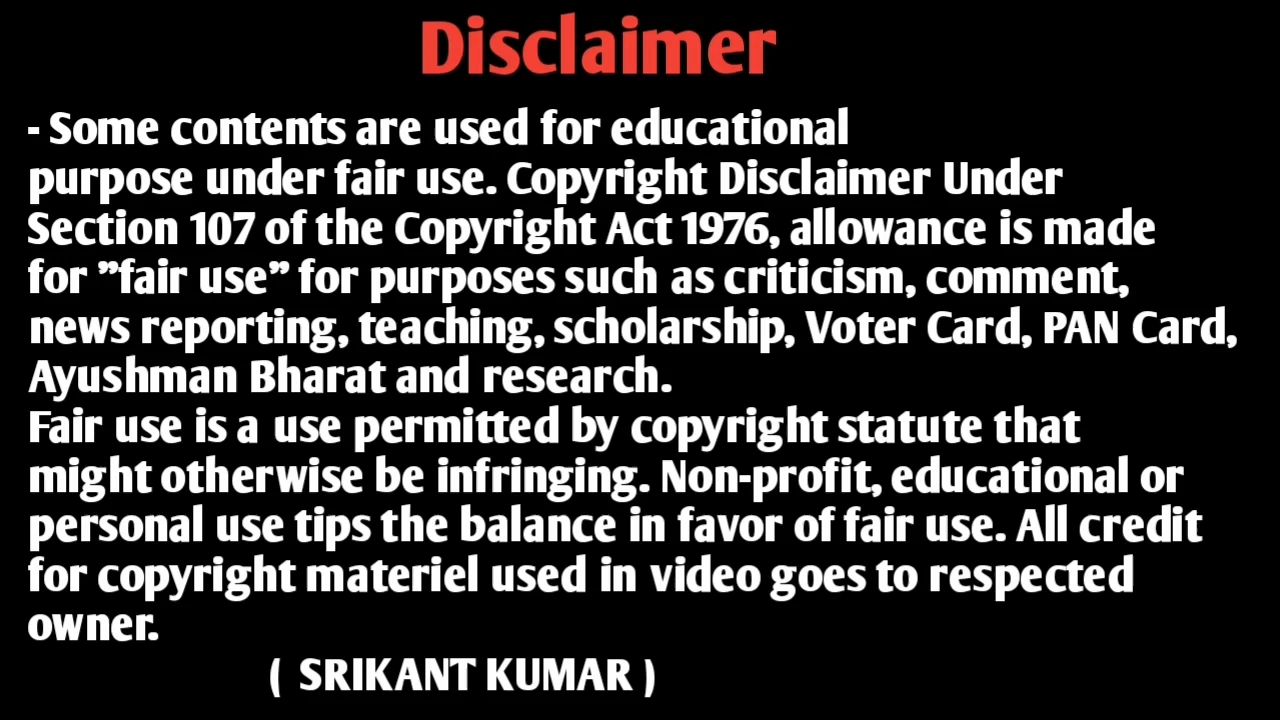 Disclaimer
- Some contents are used for educational
purpose under fair use. Copyright Disclaimer Under
Section 107 of the Copyright Act 1976, allowance is made
for ”fair use” for purposes such as criticism, comment,
news reporting, teaching, scholarship, Voter Card, PAN Card,
Ayushman Bharat and research.
Fair use is a use permitted by copyright statute that
might otherwise be infringing. Non-profit, educational or
personal use tips the balance in favor of fair use. All credit
for copyright materiel used in video goes to respected
owner.
( SRIKANT KUMAR )